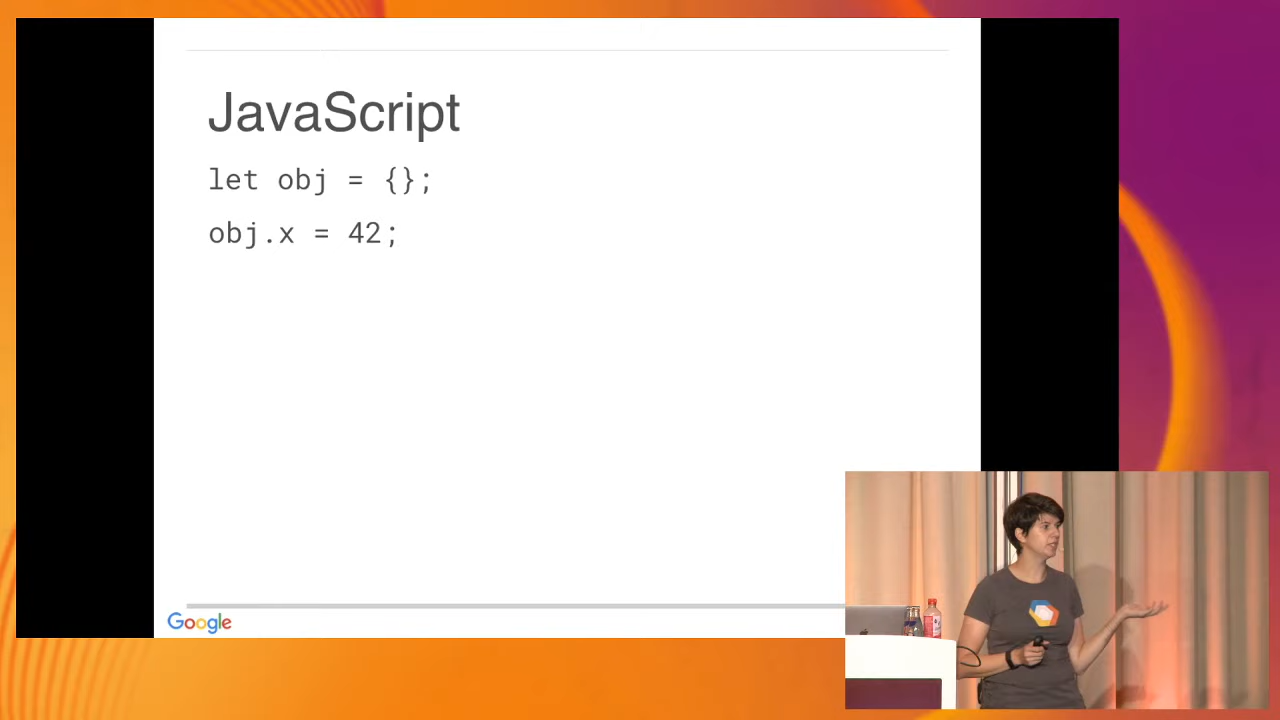 JavaScript
let obj = {};
obj.x = 42;
Google